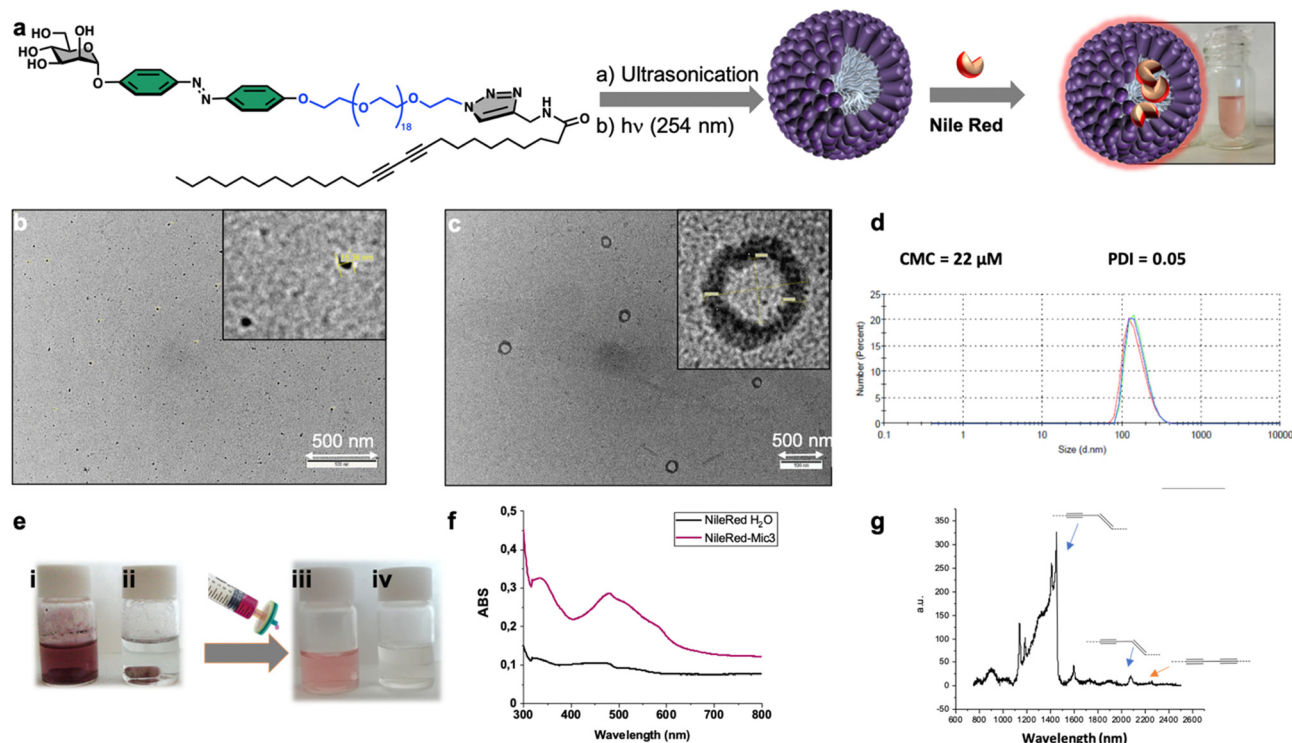 a
HO OH
HO
HO
O
O
N
N
O
O
O
18
O
N
N
N
HN
O
a) Ultrasonication
b) hν (254 nm)
Nile Red
b
500 nm
c
500 nm
d
CMC = 22 µM
PDI = 0.05
Number (Percent)
25
20
15
10
5
0
0.1
1
10
100
1000
10000
Size (d.nm)
e
i
ii
iii
iv
f
NileRed H2O
NileRed-Mic3
ABS
0,5
0,4
0,3
0,2
0,1
0
300
400
500
600
700
800
Wavelength (nm)
g
a.u.
350
300
250
200
150
100
50
0
-50
600
800
1000
1200
1400
1600
1800
2000
2200
2400
2600
Wavelength (nm)